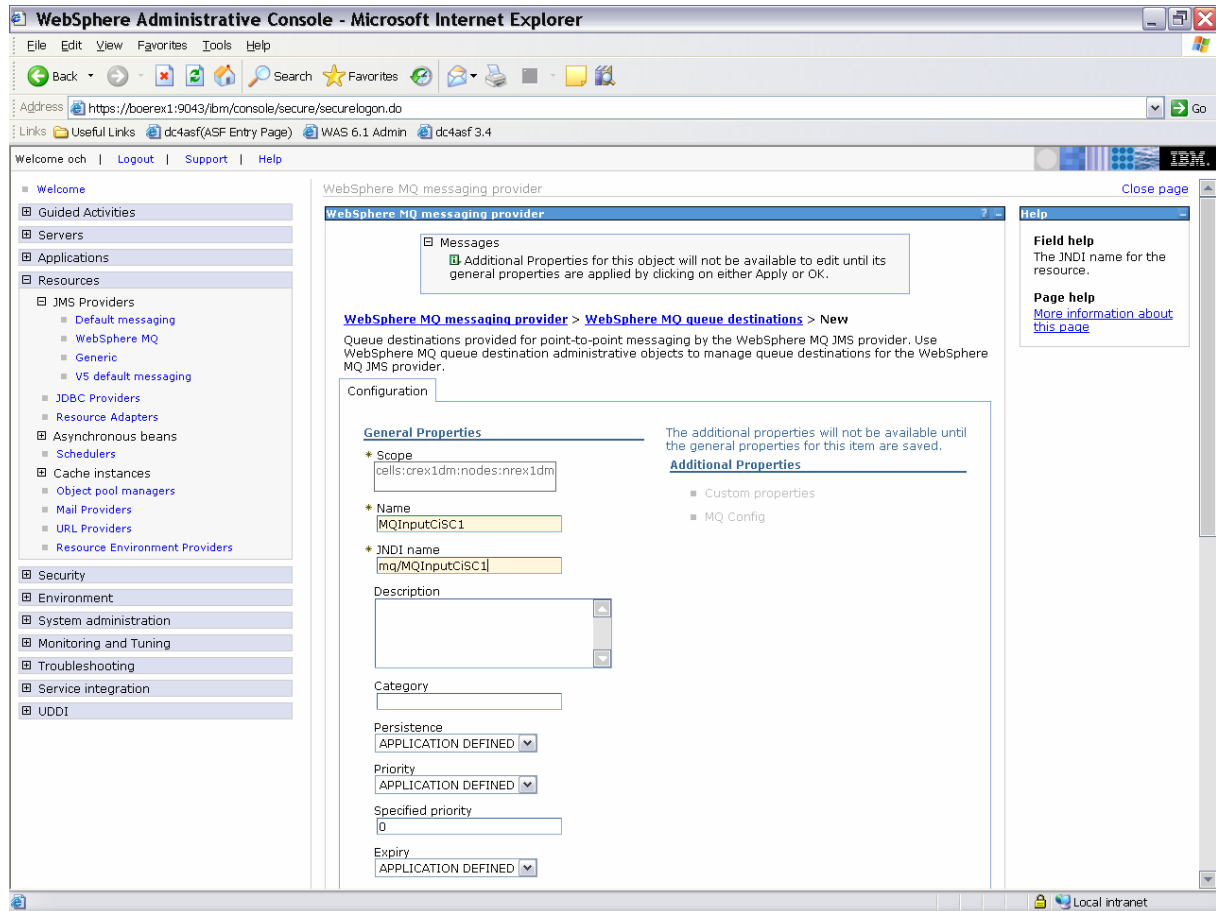 WebSphere Administrative Console - Microsoft Internet Explorer
File Edit View Favorites Tools Help
Back Search Favorites
Address https://boerex1:9043/ibm/console/secure/securelogon.do Go
Links Useful Links dc4asf(ASF Entry Page) WAS 6.1 Admin dc4asf 3.4
Welcome och | Logout | Support | Help IBM.
Welcome
Guided Activities
Servers
Applications
Resources
JMS Providers
Default messaging
WebSphere MQ
Generic
V5 default messaging
JDBC Providers
Resource Adapters
Asynchronous beans
Schedulers
Cache instances
Object pool managers
Mail Providers
URL Providers
Resource Environment Providers
Security
Environment
System administration
Monitoring and Tuning
Troubleshooting
Service integration
UDDI
WebSphere MQ messaging provider Close page
WebSphere MQ messaging provider ? -
Messages
Additional Properties for this object will not be available to edit until its
general properties are applied by clicking on either Apply or OK.
WebSphere MQ messaging provider > WebSphere MQ queue destinations > New
Queue destinations provided for point-to-point messaging by the WebSphere MQ JMS provider. Use
WebSphere MQ queue destination administrative objects to manage queue destinations for the WebSphere
MQ JMS provider.
Configuration
General Properties
* Scope
cells:crex1dm:nodes:nrex1dm
* Name
MQInputCiSC1
* JNDI name
mq/MQInputCiSC1
Description
Category
Persistence
APPLICATION DEFINED
Priority
APPLICATION DEFINED
Specified priority
0
Expiry
APPLICATION DEFINED
The additional properties will not be available until
the general properties for this item are saved.
Additional Properties
Custom properties
MQ Config
Help -
Field help
The JNDI name for the
resource.
Page help
More information about
this page
Local intranet